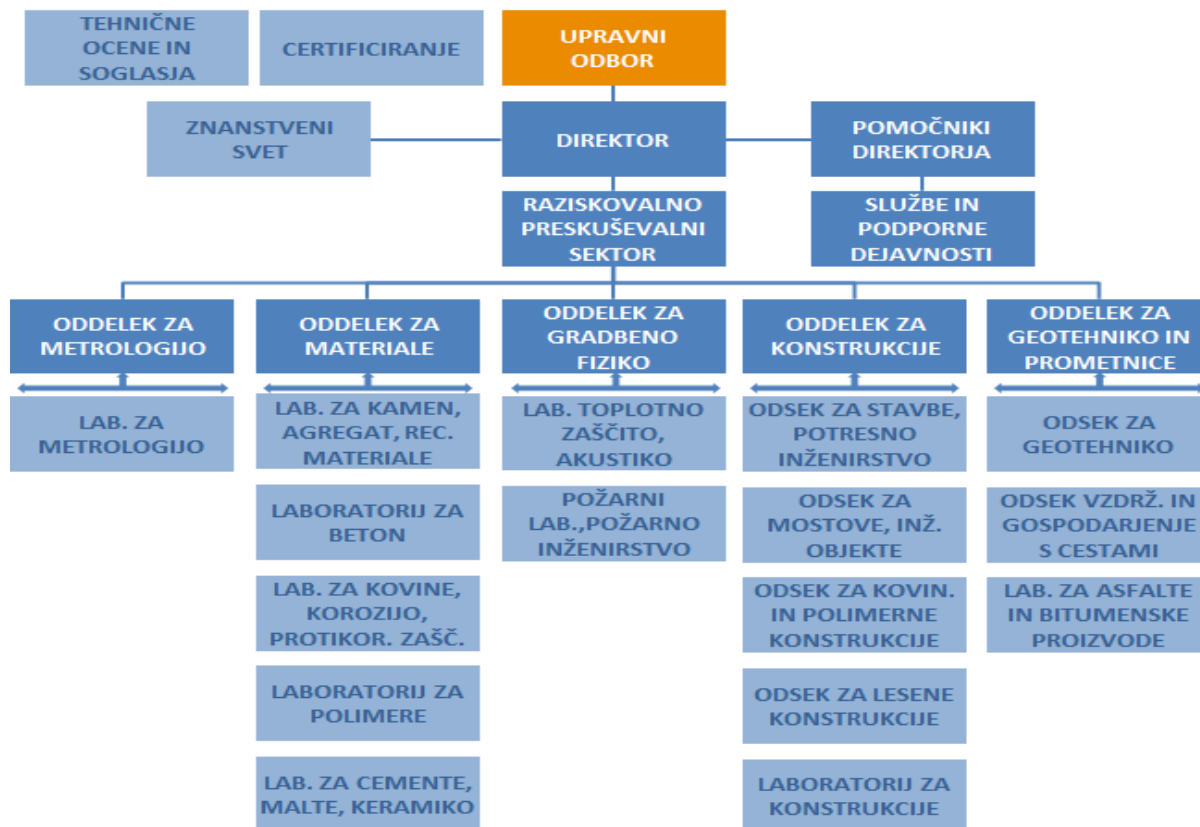 TEHNIČNE
OCENE IN
SOGLASJA
CERTIFICIRANJE
UPRAVNI
ODBOR
ZNANSTVENI
SVET
DIREKTOR
POMOČNIKI
DIREKTORJA
RAZISKOVALNO
PRESKUŠEVALNI
SEKTOR
SLUŽBE IN
PODPORNE
DEJAVNOSTI
ODDELEK ZA
METROLOGIJO
ODDELEK ZA
MATERIALE
ODDELEK ZA
GRADBENO
FIZIKO
ODDELEK ZA
KONSTRUKCIJE
ODDELEK ZA
GEOTEHNIKO IN
PROMETNICE
LAB. ZA
METROLOGIJO
LAB. ZA KAMEN,
AGREGAT, REC.
MATERIALE
LABORATORIJ ZA
BETON
LAB. ZA KOVINE,
KOROZIJO,
PROTIKOR. ZAŠČ.
LABORATORIJ ZA
POLIMERE
LAB. ZA CEMENTE,
MALTE, KERAMIKO
LAB. TOPLOTNO
ZAŠČITO,
AKUSTIKO
POŽARNI
LAB.,POŽARNO
INŽENIRSTVO
ODSEK ZA STAVBE,
POTRESNO
INŽENIRSTVO
ODSEK ZA
MOSTOVE, INŽ.
OBJEKTE
ODSEK ZA KOVIN.
IN POLIMERNE
KONSTRUKCIJE
ODSEK ZA LESENE
KONSTRUKCIJE
LABORATORIJ ZA
KONSTRUKCIJE
ODSEK ZA
GEOTEHNIKO
ODSEK VZDRŽ. IN
GOSPODARJENJE
S CESTAMI
LAB. ZA ASFALTE
IN BITUMENSKE
PROIZVODE